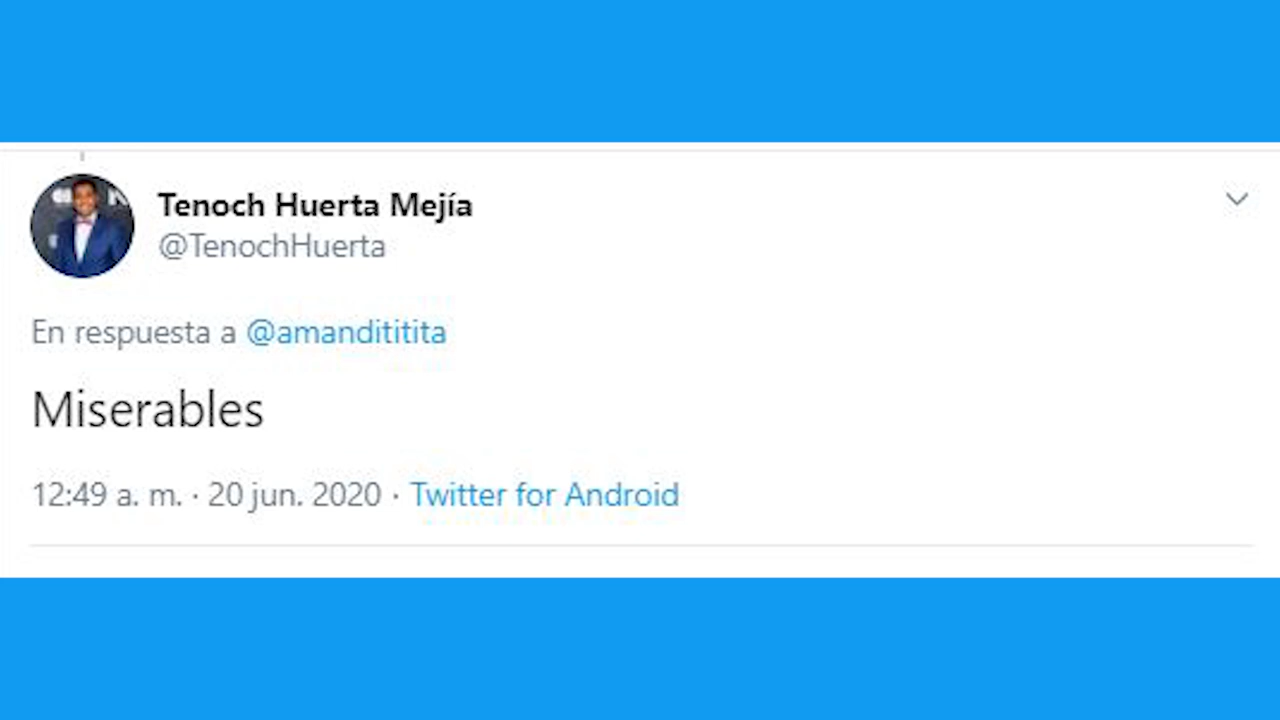 Tenoch Huerta Mejía
@TenochHuerta
En respuesta a @amandititita
Miserables
12:49 a. m. · 20 jun. 2020 · Twitter for Android